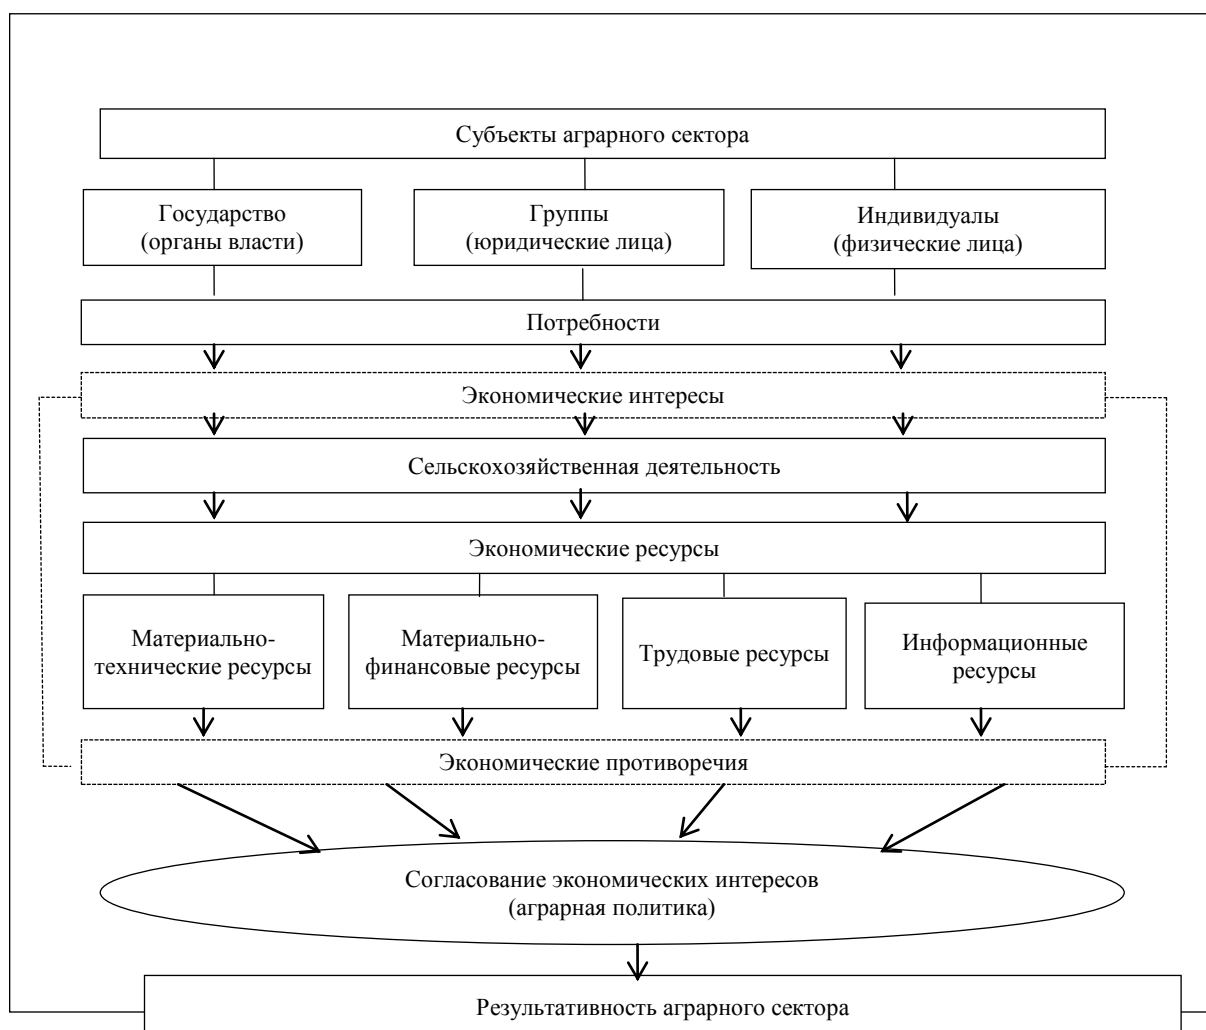 Субъекты аграрного сектора
Государство
(органы власти)
Группы
(юридические лица)
Индивидуалы
(физические лица)
Потребности
Экономические интересы
Сельскохозяйственная деятельность
Экономические ресурсы
Материально-
технические ресурсы
Материально-
финансовые ресурсы
Трудовые ресурсы
Информационные
ресурсы
Экономические противоречия
Согласование экономических интересов
(аграрная политика)
Результативность аграрного сектора